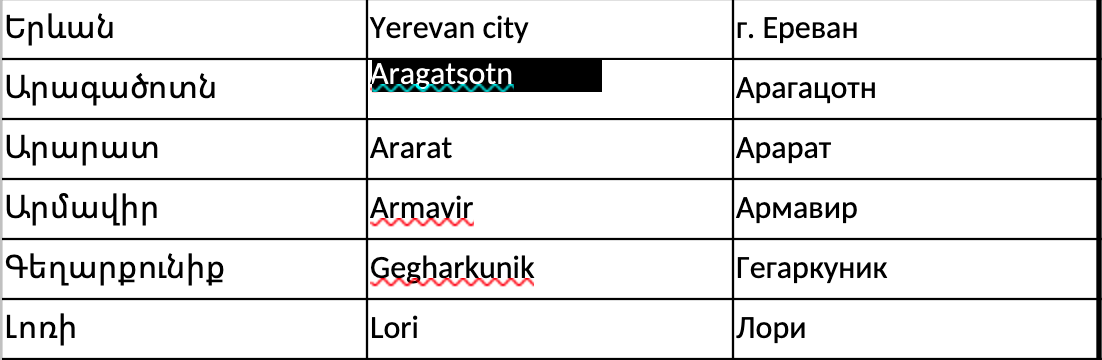 Երևան Yerevan city г. Ереван
Արագածոտն Aragatsotn Арагацотн
Արարատ Ararat Арарат
Արմավիր Armavir Армавир
Գեղարքունիք Gegharkunik Гегаркуник
Լոռի Lori Лори